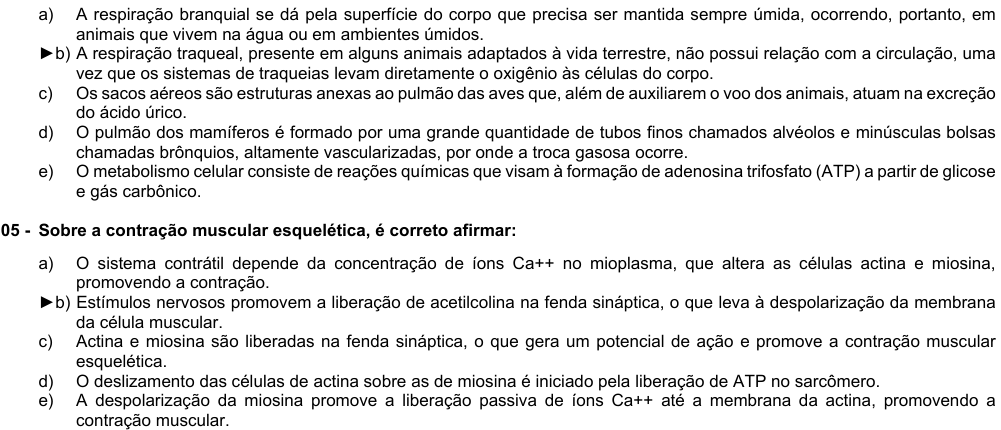 a) A respiração branquial se dá pela superfície do corpo que precisa ser mantida sempre úmida, ocorrendo, portanto, em
animais que vivem na água ou em ambientes úmidos.
►b) A respiração traqueal, presente em alguns animais adaptados à vida terrestre, não possui relação com a circulação, uma
vez que os sistemas de traqueias levam diretamente o oxigênio às células do corpo.
c) Os sacos aéreos são estruturas anexas ao pulmão das aves que, além de auxiliarem o voo dos animais, atuam na excreção
do ácido úrico.
d) O pulmão dos mamíferos é formado por uma grande quantidade de tubos finos chamados alvéolos e minúsculas bolsas
chamadas brônquios, altamente vascularizadas, por onde a troca gasosa ocorre.
e) O metabolismo celular consiste de reações químicas que visam à formação de adenosina trifosfato (ATP) a partir de glicose
e gás carbônico.
05 - Sobre a contração muscular esquelética, é correto afirmar:
a) O sistema contrátil depende da concentração de íons Ca++ no mioplasma, que altera as células actina e miosina,
promovendo a contração.
►b) Estímulos nervosos promovem a liberação de acetilcolina na fenda sináptica, o que leva à despolarização da membrana
da célula muscular.
c) Actina e miosina são liberadas na fenda sináptica, o que gera um potencial de ação e promove a contração muscular
esquelética.
d) O deslizamento das células de actina sobre as de miosina é iniciado pela liberação de ATP no sarcômero.
e) A despolarização da miosina promove a liberação passiva de íons Ca++ até a membrana da actina, promovendo a
contração muscular.